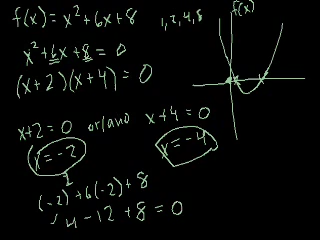 f(x) = x² + 6x + 8
1, 2, 4, 8
f(x)
x² + 6x + 8 = 0
(x + 2)(x + 4) = 0
x + 2 = 0 or/and x + 4 = 0
x = -2
x = -4
(-2)² + 6(-2) + 8
4 - 12 + 8 = 0